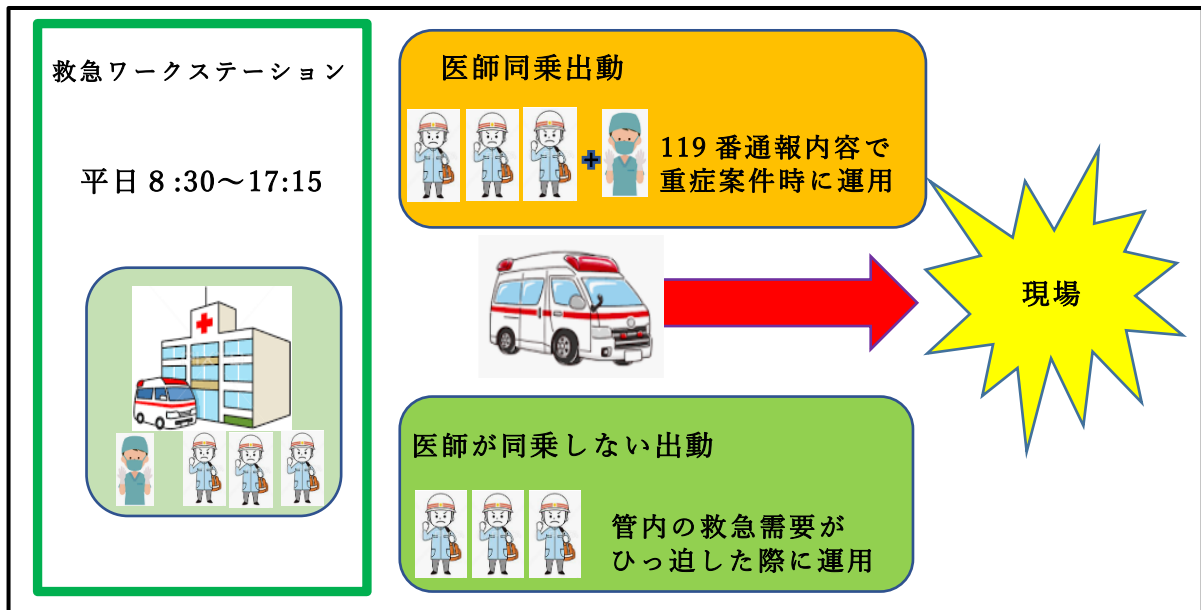 救急ワークステーション
平日 8:30～17:15
医師同乗出動
119 番通報内容で
重症案件時に運用
現場
医師が同乗しない出動
管内の救急需要が
ひっ迫した際に運用